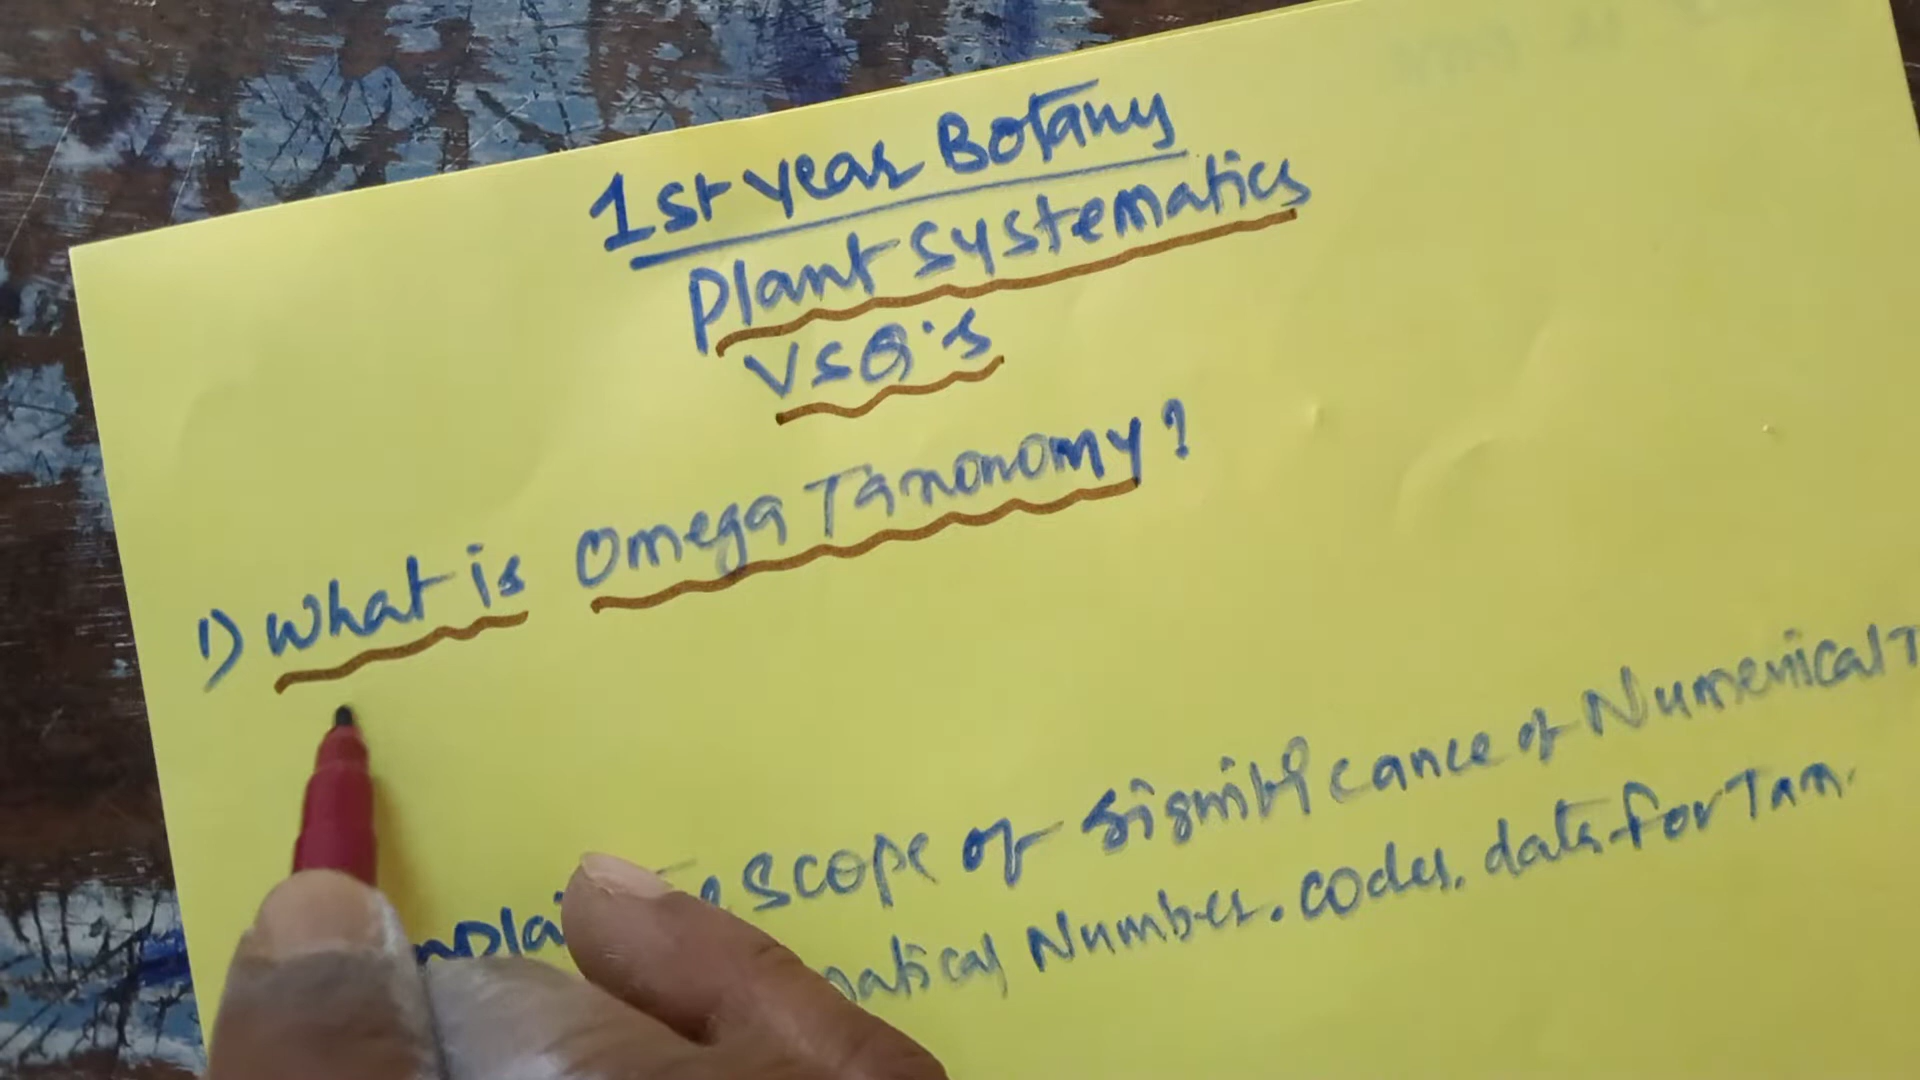 1st year Botany
Plant Systematics
VSQ's
1) What is Omega Taxonomy?
scope of significance of Numerical T
Number. codes. data for Tax.